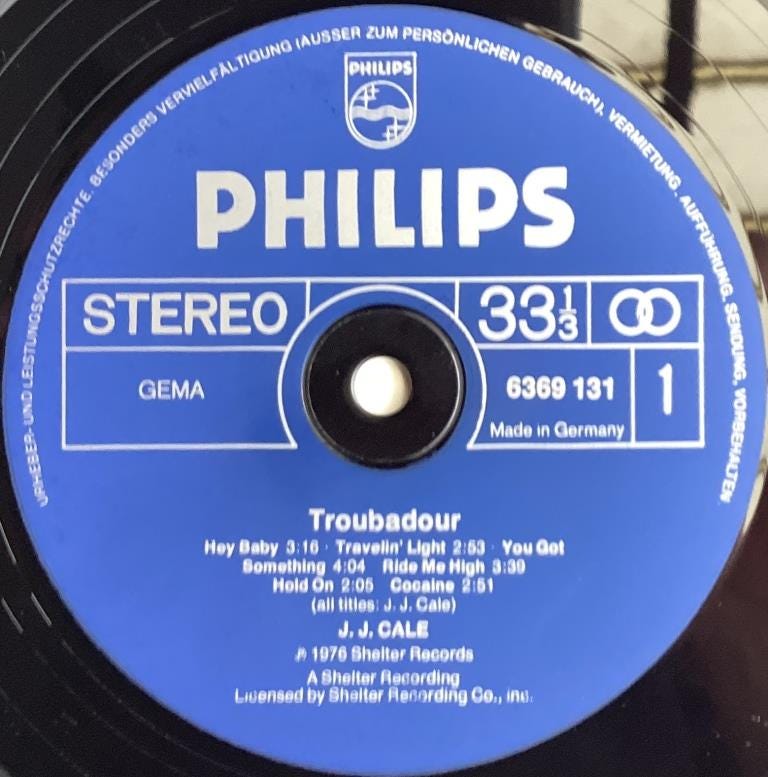 URHEBER- UND LEISTUNGSSCHUTZRECHTE. BESONDERS VERVIELFÄLTIGUNG (AUSSER ZUM PERSÖNLICHEN GEBRAUCH), VERMIETUNG. AUFFÜHRUNG. SENDUNG, VORBEHALTEN.
PHILIPS
PHILIPS
STEREO 33⅓
GEMA 6369 131 1
Made in Germany
Troubadour
Hey Baby 3:16 · Travelin' Light 2:53 · You Got
Something 4:04 Ride Me High 3:39
Hold On 2:05 Cocaine 2:51
(all titles: J. J. Cale)
J. J. CALE
℗ 1976 Shelter Records
A Shelter Recording
Licensed by Shelter Recording Co., inc.